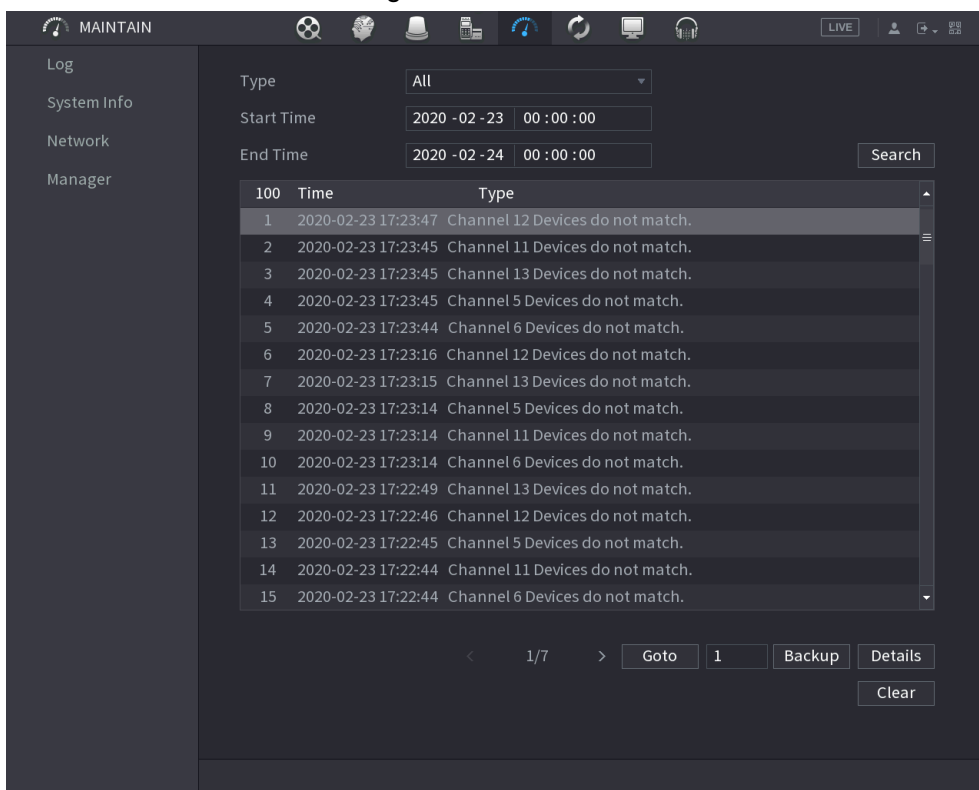 MAINTAIN LIVE
Log
System Info
Network
Manager
Type All
Start Time 2020 -02 -23 00 : 00 : 00
End Time 2020 -02 -24 00 : 00 : 00 Search
100 Time Type
1 2020-02-23 17:23:47 Channel 12 Devices do not match.
2 2020-02-23 17:23:45 Channel 11 Devices do not match.
3 2020-02-23 17:23:45 Channel 13 Devices do not match.
4 2020-02-23 17:23:45 Channel 5 Devices do not match.
5 2020-02-23 17:23:44 Channel 6 Devices do not match.
6 2020-02-23 17:23:16 Channel 12 Devices do not match.
7 2020-02-23 17:23:15 Channel 13 Devices do not match.
8 2020-02-23 17:23:14 Channel 5 Devices do not match.
9 2020-02-23 17:23:14 Channel 11 Devices do not match.
10 2020-02-23 17:23:14 Channel 6 Devices do not match.
11 2020-02-23 17:22:49 Channel 13 Devices do not match.
12 2020-02-23 17:22:46 Channel 12 Devices do not match.
13 2020-02-23 17:22:45 Channel 5 Devices do not match.
14 2020-02-23 17:22:44 Channel 11 Devices do not match.
15 2020-02-23 17:22:44 Channel 6 Devices do not match.
< 1/7 > Goto 1 Backup Details
Clear